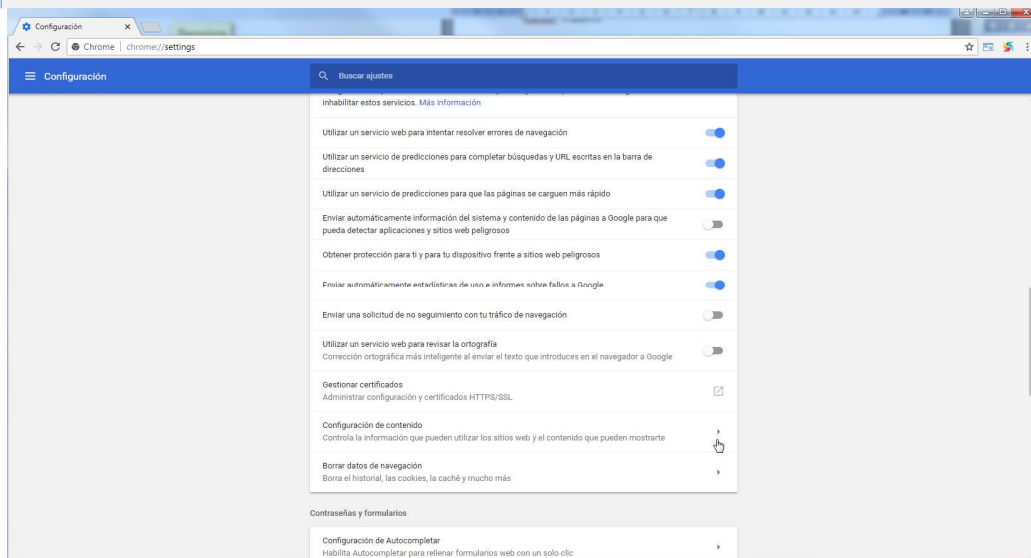 Configuración
Chrome | chrome://settings
Configuración
Buscar ajustes
inhabilitar estos servicios. Más información
Utilizar un servicio web para intentar resolver errores de navegación
Utilizar un servicio de predicciones para completar búsquedas y URL escritas en la barra de
direcciones
Utilizar un servicio de predicciones para que las páginas se carguen más rápido
Enviar automáticamente información del sistema y contenido de las páginas a Google para que
pueda detectar aplicaciones y sitios web peligrosos
Obtener protección para ti y para tu dispositivo frente a sitios web peligrosos
Enviar automáticamente estadísticas de uso e informes sobre fallos a Google
Enviar una solicitud de no seguimiento con tu tráfico de navegación
Utilizar un servicio web para revisar la ortografía
Corrección ortográfica más inteligente al enviar el texto que introduces en el navegador a Google
Gestionar certificados
Administrar configuración y certificados HTTPS/SSL
Configuración de contenido
Controla la información que pueden utilizar los sitios web y el contenido que pueden mostrarte
Borrar datos de navegación
Borra el historial, las cookies, la caché y mucho más
Contraseñas y formularios
Configuración de Autocompletar
Habilita Autocompletar para rellenar formularios web con un solo clic